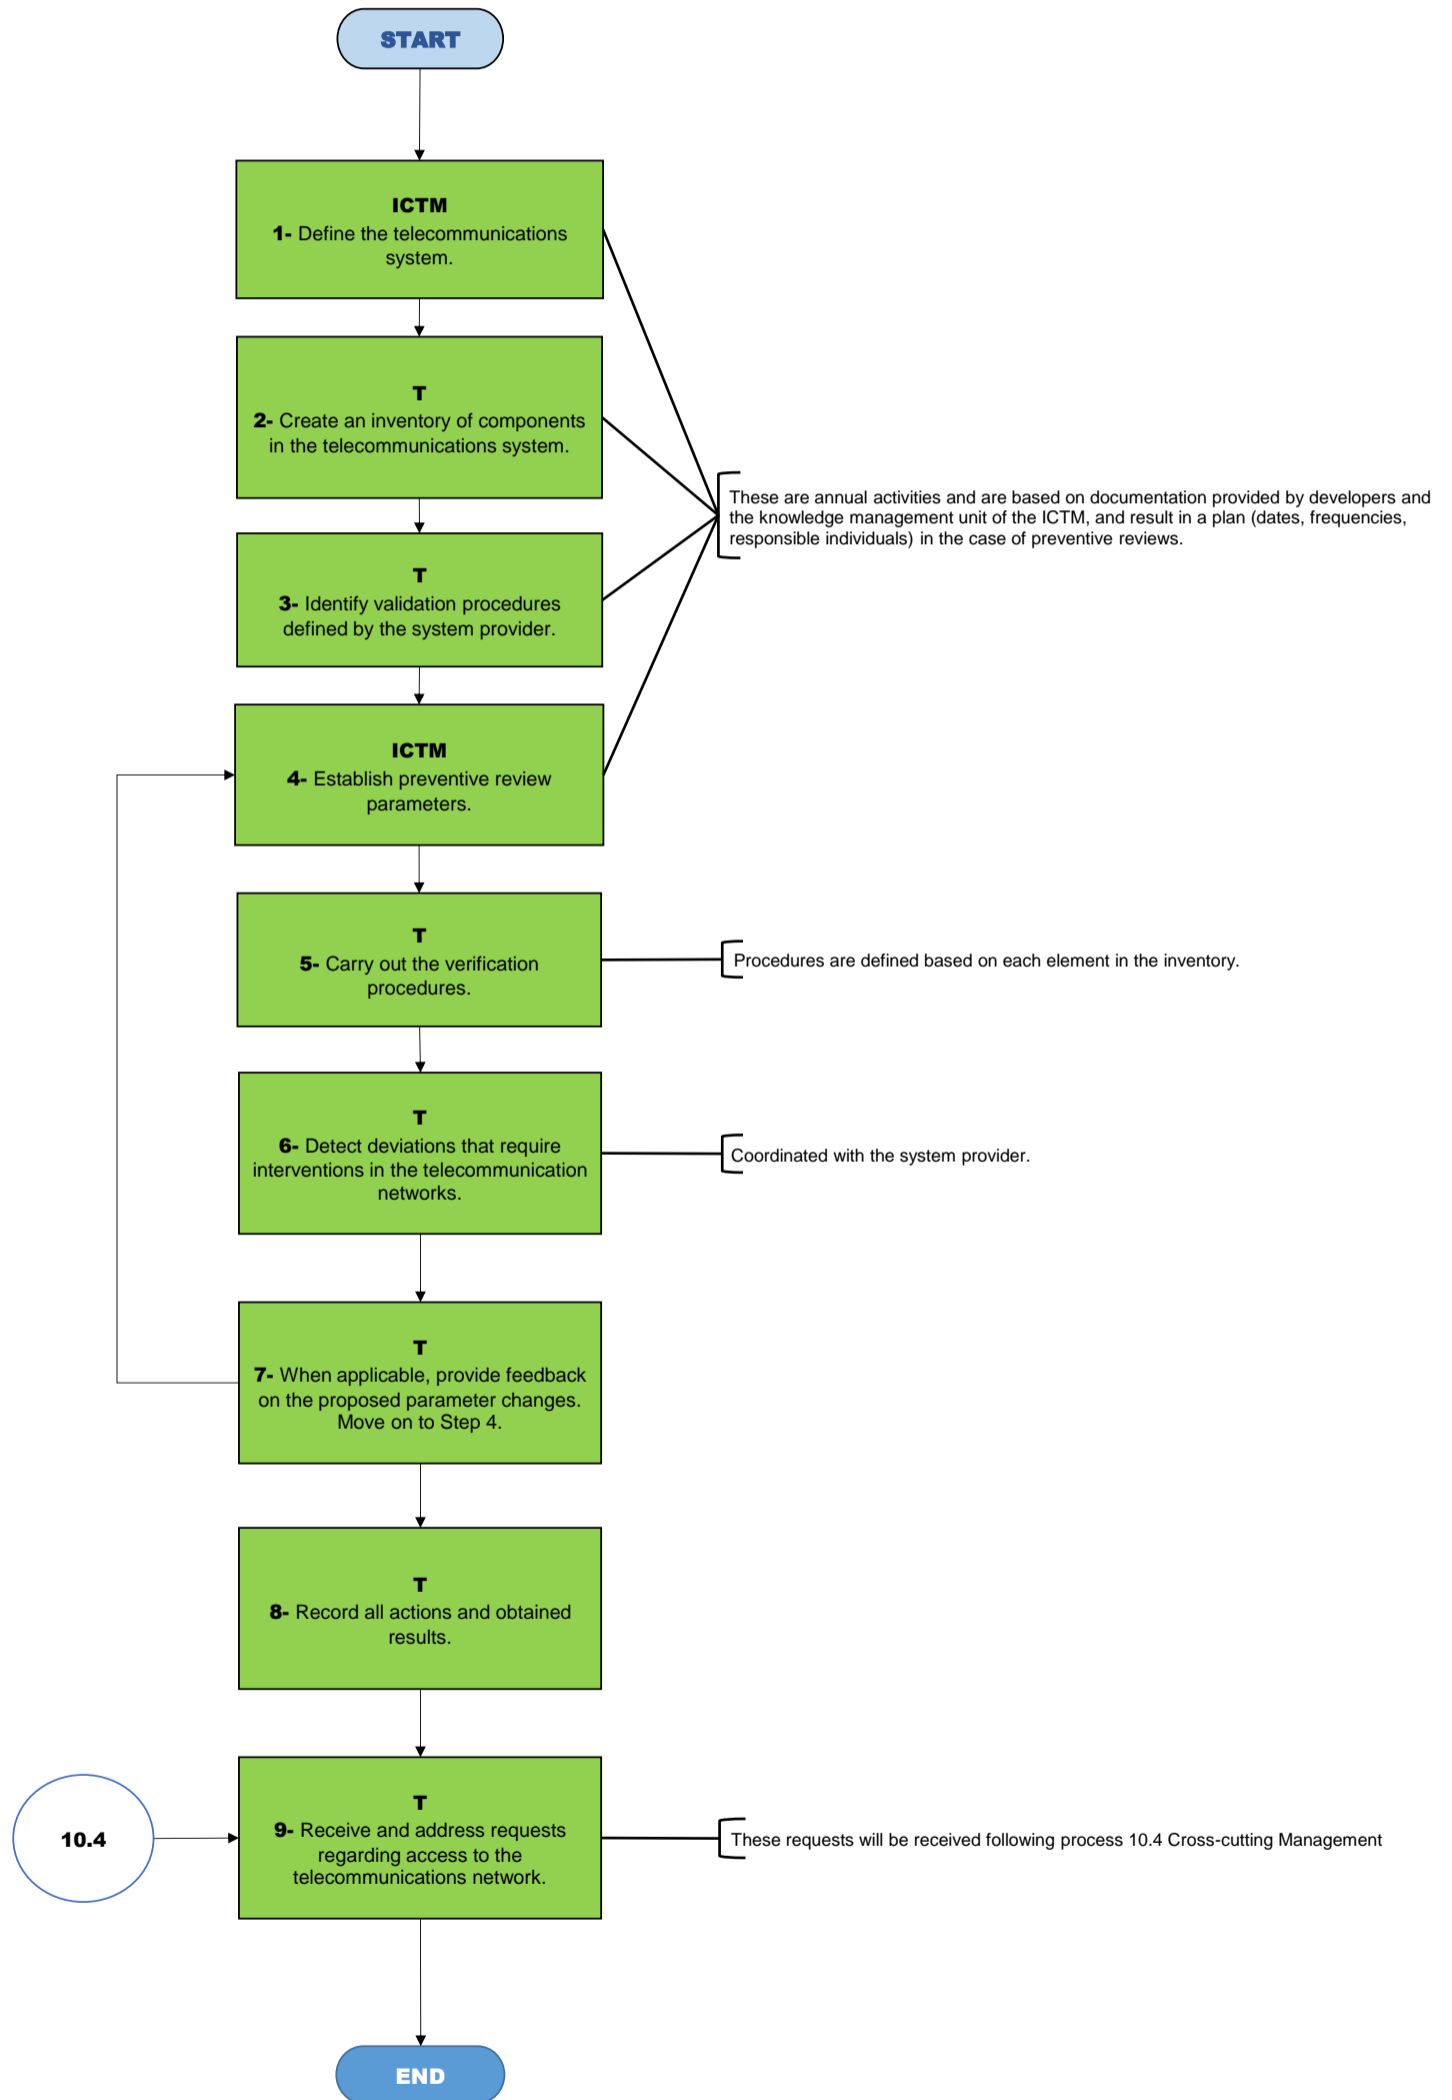 START
ICTM
1- Define the telecommunications
system.
T
2- Create an inventory of components
in the telecommunications system.
These are annual activities and are based on documentation provided by developers and
the knowledge management unit of the ICTM, and result in a plan (dates, frequencies,
responsible individuals) in the case of preventive reviews.
T
3- Identify validation procedures
defined by the system provider.
ICTM
4- Establish preventive review
parameters.
T
5- Carry out the verification
procedures.
Procedures are defined based on each element in the inventory.
T
6- Detect deviations that require
interventions in the telecommunication
networks.
Coordinated with the system provider.
T
7- When applicable, provide feedback
on the proposed parameter changes.
Move on to Step 4.
T
8- Record all actions and obtained
results.
10.4
T
9- Receive and address requests
regarding access to the
telecommunications network.
These requests will be received following process 10.4 Cross-cutting Management
END